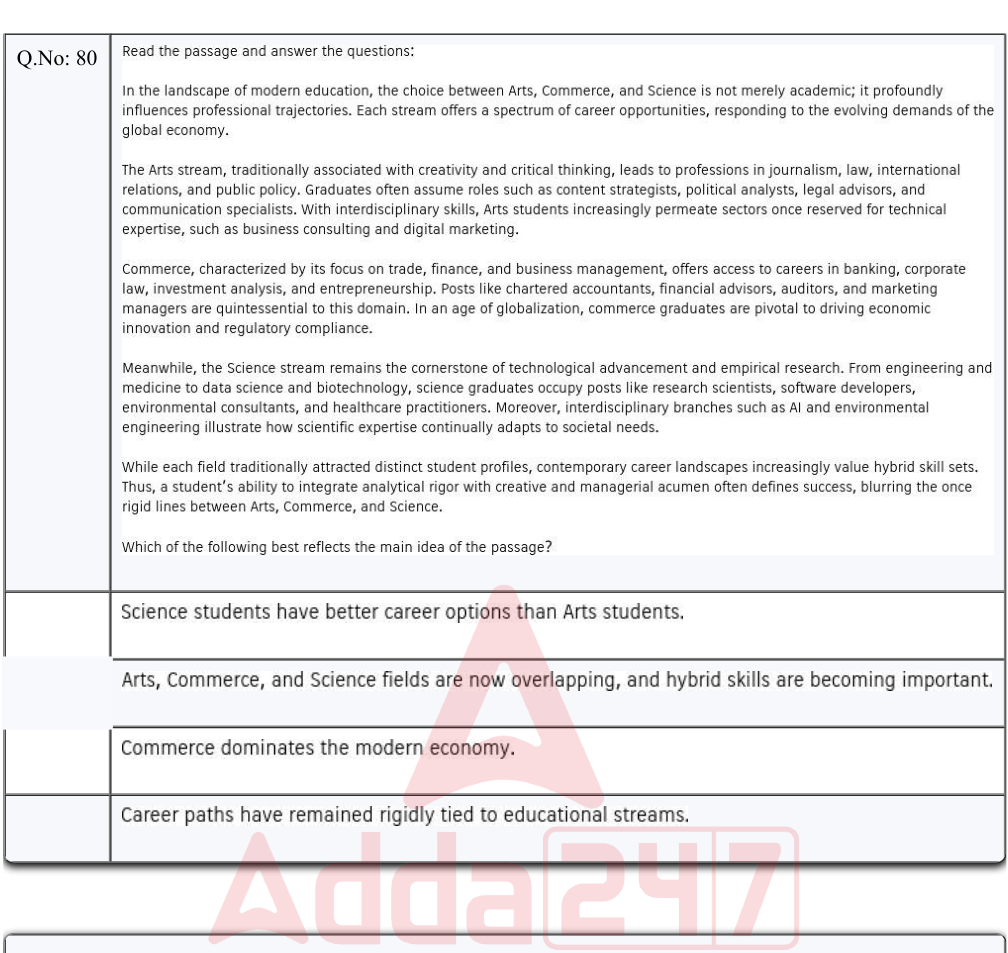 Q.No: 80
Read the passage and answer the questions:
In the landscape of modern education, the choice between Arts, Commerce, and Science is not merely academic; it profoundly
influences professional trajectories. Each stream offers a spectrum of career opportunities, responding to the evolving demands of the
global economy.
The Arts stream, traditionally associated with creativity and critical thinking, leads to professions in journalism, law, international
relations, and public policy. Graduates often assume roles such as content strategists, political analysts, legal advisors, and
communication specialists. With interdisciplinary skills, Arts students increasingly permeate sectors once reserved for technical
expertise, such as business consulting and digital marketing.
Commerce, characterized by its focus on trade, finance, and business management, offers access to careers in banking, corporate
law, investment analysis, and entrepreneurship. Posts like chartered accountants, financial advisors, auditors, and marketing
managers are quintessential to this domain. In an age of globalization, commerce graduates are pivotal to driving economic
innovation and regulatory compliance.
Meanwhile, the Science stream remains the cornerstone of technological advancement and empirical research. From engineering and
medicine to data science and biotechnology, science graduates occupy posts like research scientists, software developers,
environmental consultants, and healthcare practitioners. Moreover, interdisciplinary branches such as AI and environmental
engineering illustrate how scientific expertise continually adapts to societal needs.
While each field traditionally attracted distinct student profiles, contemporary career landscapes increasingly value hybrid skill sets.
Thus, a student's ability to integrate analytical rigor with creative and managerial acumen often defines success, blurring the once
rigid lines between Arts, Commerce, and Science.
Which of the following best reflects the main idea of the passage?
Science students have better career options than Arts students.
Arts, Commerce, and Science fields are now overlapping, and hybrid skills are becoming important.
Commerce dominates the modern economy.
Career paths have remained rigidly tied to educational streams.
Adda247